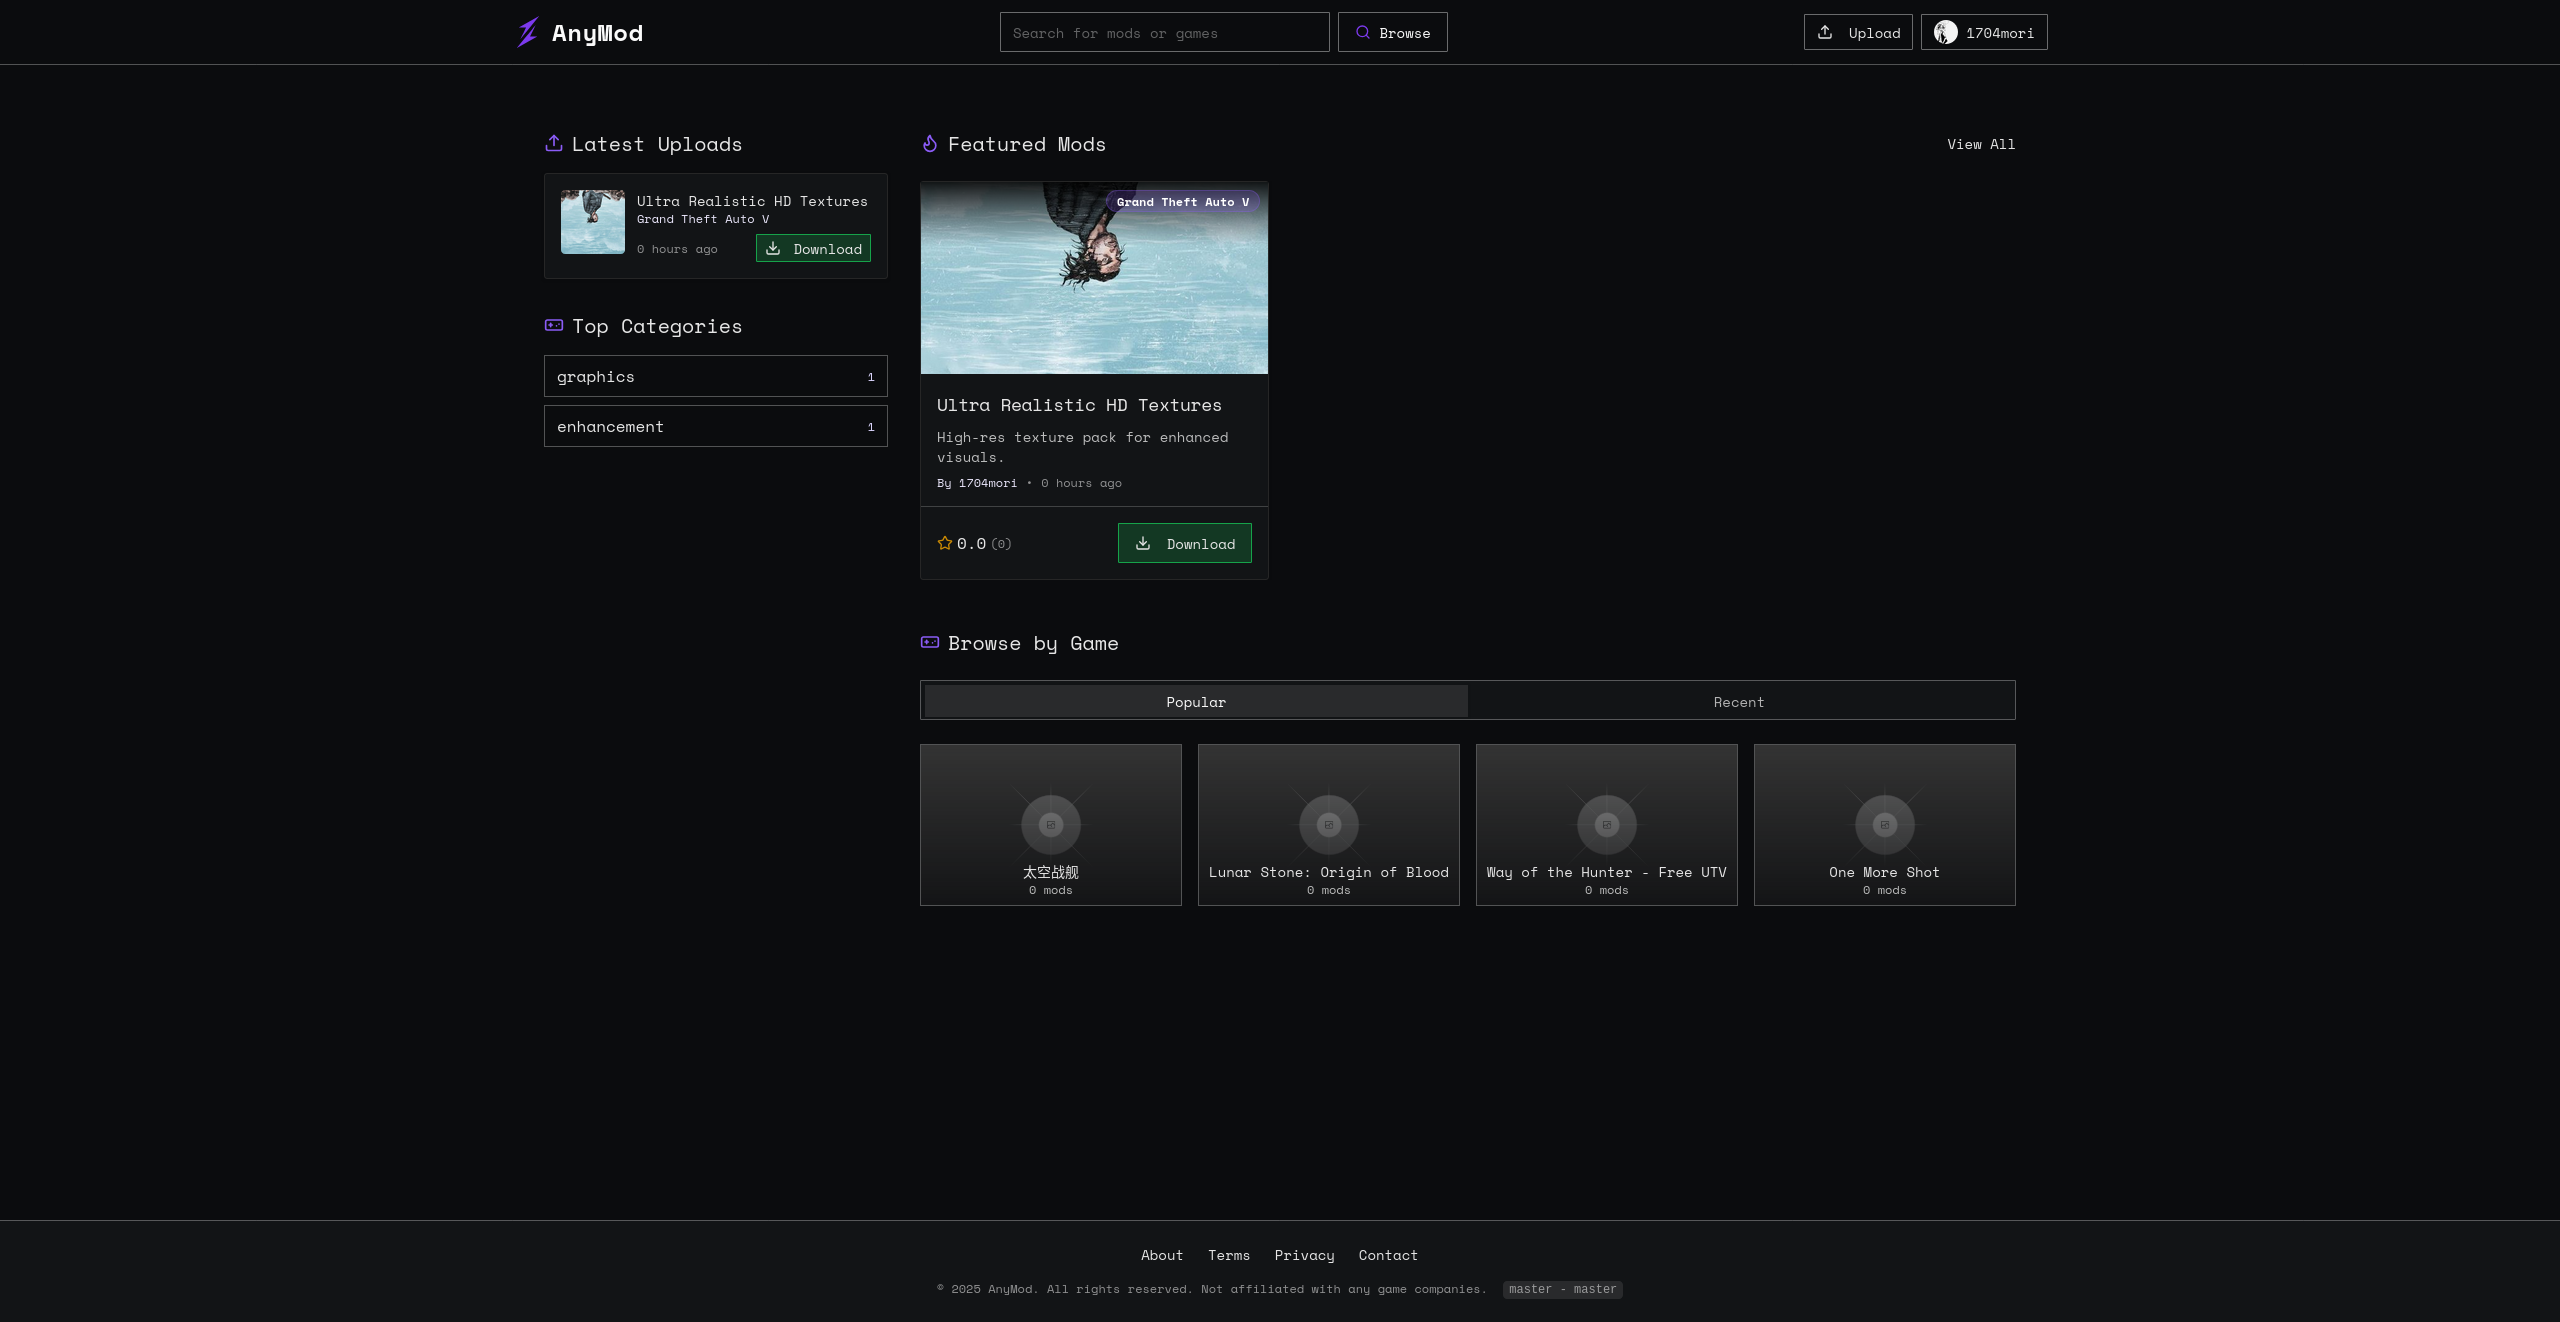 AnyMod
Search for mods or games
Browse
Upload
1704mori
Latest Uploads
Ultra Realistic HD Textures
Grand Theft Auto V
0 hours ago
Download
Top Categories
graphics 1
enhancement 1
Featured Mods
View All
Grand Theft Auto V
Ultra Realistic HD Textures
High-res texture pack for enhanced
visuals.
By 1704mori • 0 hours ago
0.0 (0)
Download
Browse by Game
Popular
Recent
太空战舰
0 mods
Lunar Stone: Origin of Blood
0 mods
Way of the Hunter - Free UTV
0 mods
One More Shot
0 mods
About Terms Privacy Contact
© 2025 AnyMod. All rights reserved. Not affiliated with any game companies. master - master